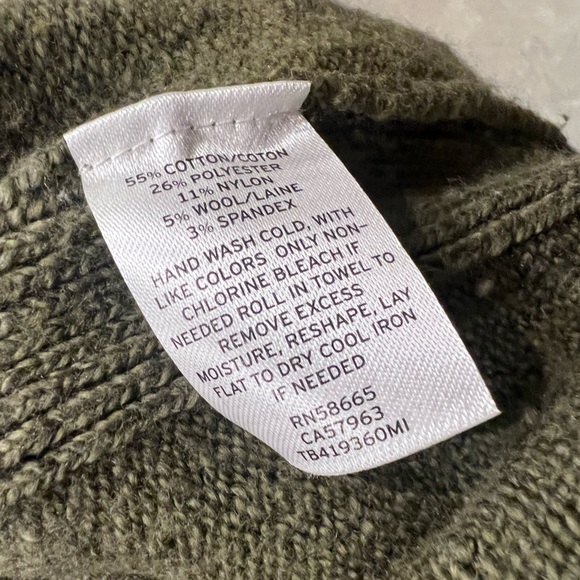 55% COTTON/COTON
26% POLYESTER
11% NYLON
5% WOOL/LAINE
3% SPANDEX
HAND WASH COLD, WITH
LIKE COLORS. ONLY NON-
CHLORINE BLEACH IF
NEEDED ROLL IN TOWEL TO
REMOVE EXCESS
MOISTURE, RESHAPE, LAY
FLAT TO DRY COOL IRON
IF NEEDED
RN58665
CA57963
TB419360MI